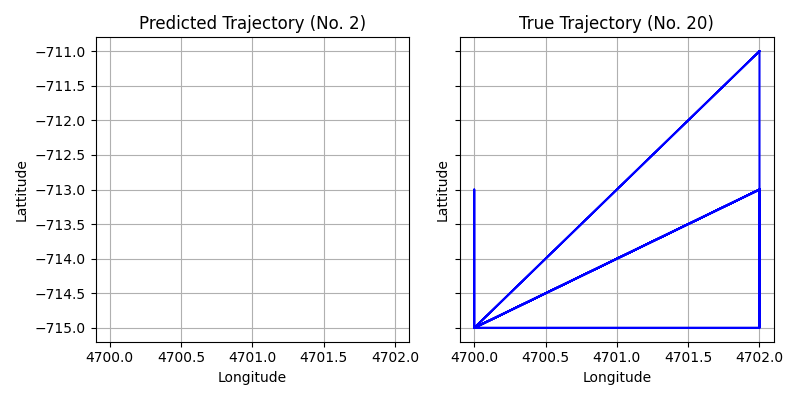 Predicted Trajectory (No. 2)
True Trajectory (No. 20)
−711.0
−711.5
−712.0
−712.5
−713.0
−713.5
−714.0
−714.5
−715.0
Lattitude
Lattitude
4700.0 4700.5 4701.0 4701.5 4702.0
4700.0 4700.5 4701.0 4701.5 4702.0
Longitude
Longitude